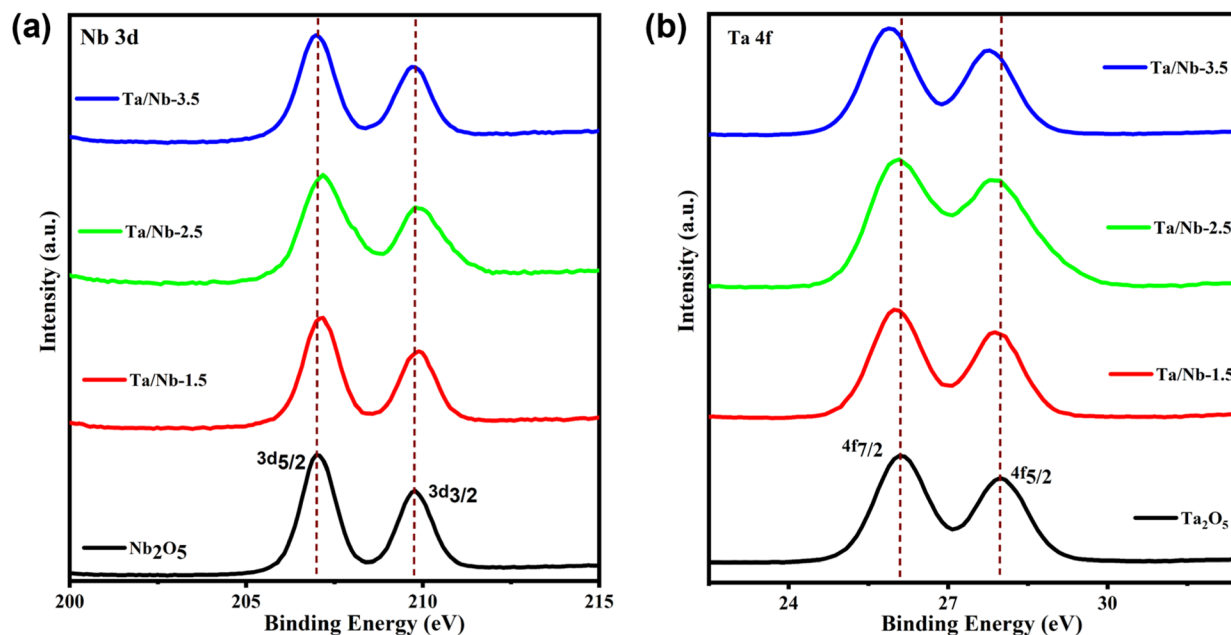 (a)
Nb 3d
Ta/Nb-3.5
Ta/Nb-2.5
Ta/Nb-1.5
3d5/2
3d3/2
Nb2O5
Intensity (a.u.)
200 205 210 215
Binding Energy (eV)
(b)
Ta 4f
Ta/Nb-3.5
Ta/Nb-2.5
Ta/Nb-1.5
4f7/2
4f5/2
Ta₂O₅
Intensity (a.u.)
24 27 30
Binding Energy (eV)